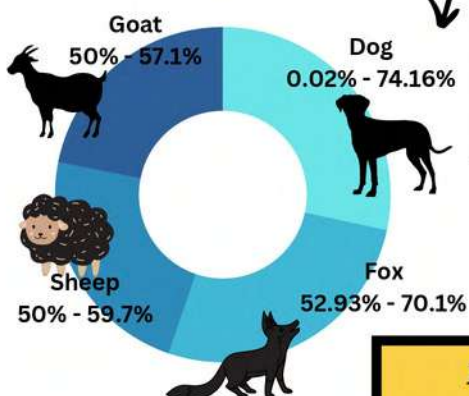 Goat
50% - 57.1%
Dog
0.02% - 74.16%
Fox
52.93% - 70.1%
Sheep
50% - 59.7%